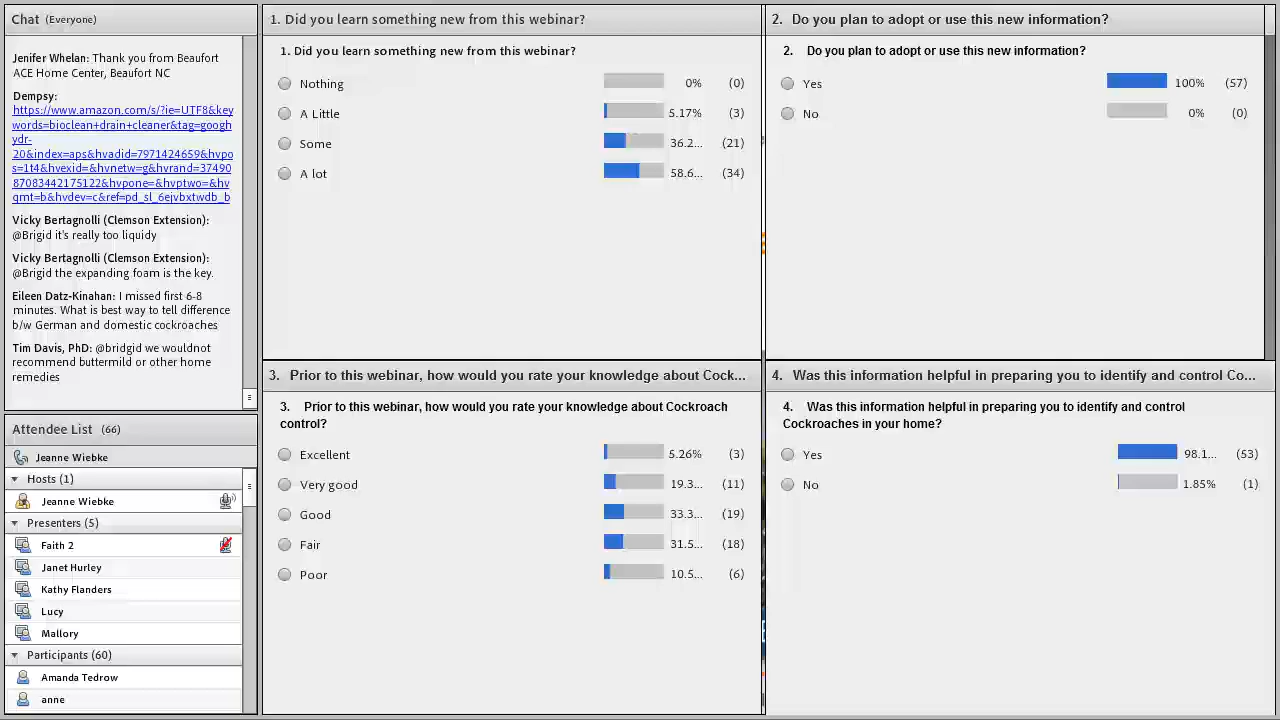 Chat (Everyone)
Jenifer Whelan: Thank you from Beaufort
ACE Home Center, Beaufort NC
Dempsy:
https://www.amazon.com/s/?ie=UTF8&key
words=bioclean+drain+cleaner&tag=googh
ydr-
20&index=aps&hvadid=7971424659&hvpo
s=1t4&hvexid=&hvnetw=g&hvrand=37490
87083442175122&hvpone=&hvptwo=&hv
qmt=b&hvdev=c&ref=pd_sl_6ejvbxtwdb_b
Vicky Bertagnolli (Clemson Extension):
@Brigid it's really too liquidy
Vicky Bertagnolli (Clemson Extension):
@Brigid the expanding foam is the key.
Eileen Datz-Kinahan: I missed first 6-8
minutes. What is best way to tell difference
b/w German and domestic cockroaches
Tim Davis, PhD: @bridgid we wouldnot
recommend buttermild or other home
remedies
Attendee List (66)
Jeanne Wiebke
Hosts (1)
Jeanne Wiebke
Presenters (5)
Faith 2
Janet Hurley
Kathy Flanders
Lucy
Mallory
Participants (60)
Amanda Tedrow
anne
1. Did you learn something new from this webinar?
1. Did you learn something new from this webinar?
Nothing 0% (0)
A Little 5.17% (3)
Some 36.2... (21)
A lot 58.6... (34)
2. Do you plan to adopt or use this new information?
2. Do you plan to adopt or use this new information?
Yes 100% (57)
No 0% (0)
3. Prior to this webinar, how would you rate your knowledge about Cock...
3. Prior to this webinar, how would you rate your knowledge about Cockroach
control?
Excellent 5.26% (3)
Very good 19.3... (11)
Good 33.3... (19)
Fair 31.5... (18)
Poor 10.5... (6)
4. Was this information helpful in preparing you to identify and control Co...
4. Was this information helpful in preparing you to identify and control
Cockroaches in your home?
Yes 98.1... (53)
No 1.85% (1)